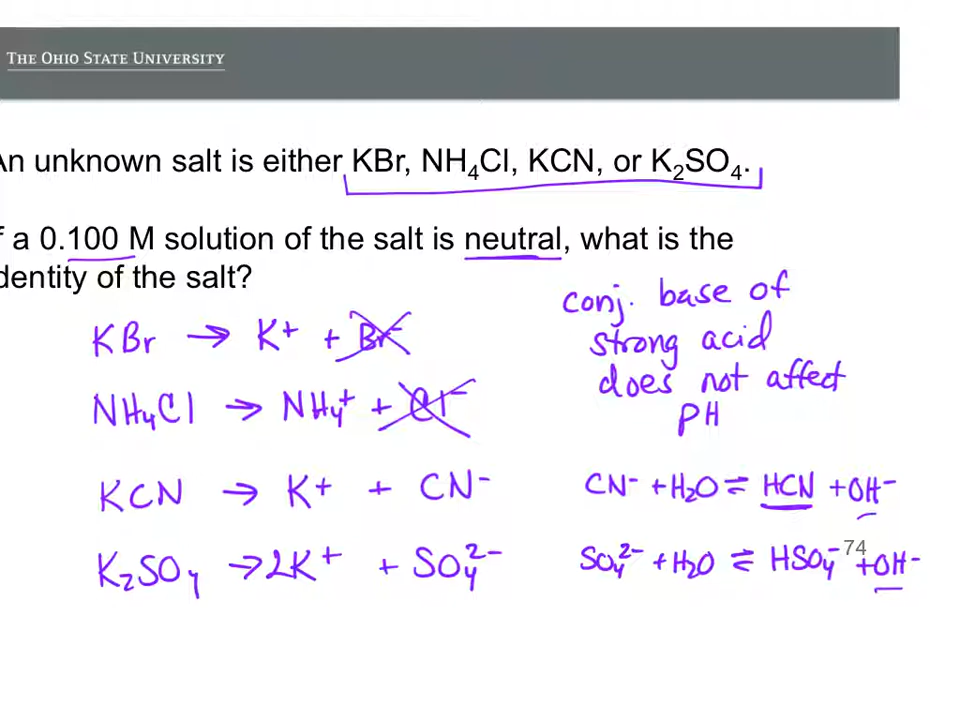 THE OHIO STATE UNIVERSITY
An unknown salt is either KBr, NH₄Cl, KCN, or K₂SO₄.
f a 0.100 M solution of the salt is neutral, what is the
dentity of the salt?
conj. base of
strong acid
does not affect
PH
KBr → K+ + Br-
NH₄Cl → NH₄+ + Cl-
KCN → K+ + CN-
CN- + H₂O ⇌ HCN + OH-
K₂SO₄ → 2K+ + SO₄²-
SO₄²- + H₂O ⇌ HSO₄- + OH-
74